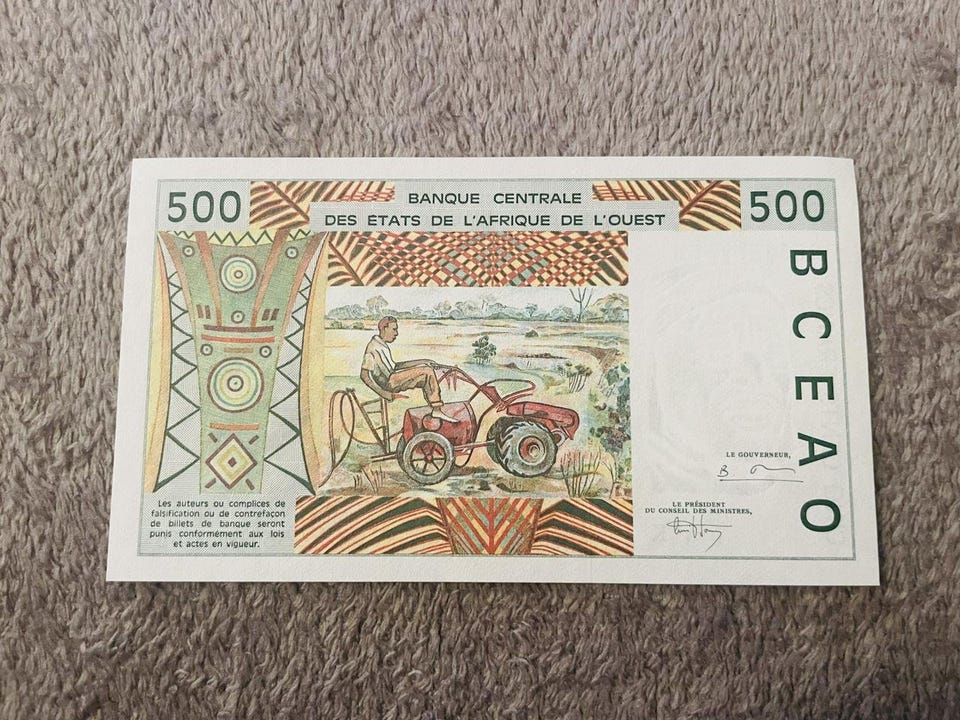 500
BANQUE CENTRALE
DES ÉTATS DE L'AFRIQUE DE L'OUEST
500
BCEAO
LE GOUVERNEUR,
LE PRÉSIDENT
DU CONSEIL DES MINISTRES,
Les auteurs ou complices de
falsification ou de contrefaçon
de billets de banque seront
punis conformément aux lois
et actes en vigueur.